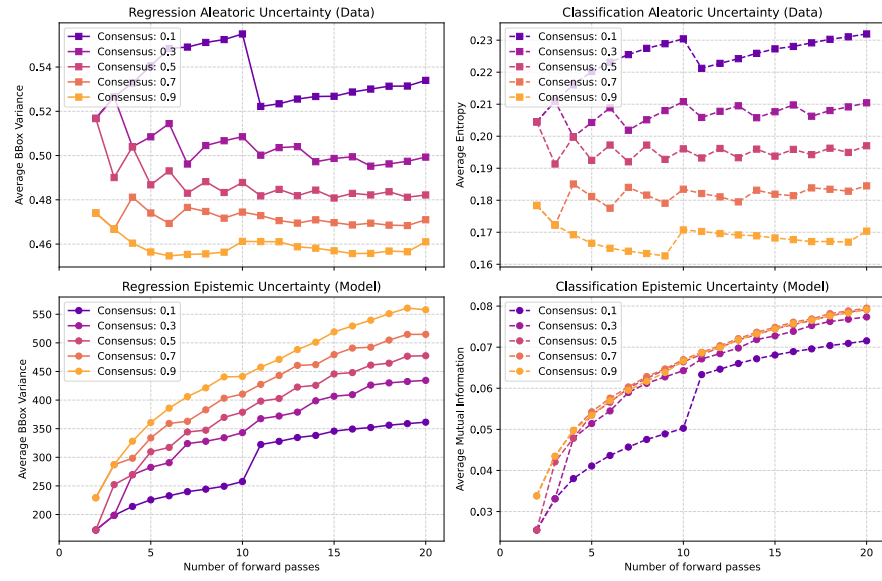 Regression Aleatoric Uncertainty (Data)
Average BBox Variance
0.54
0.52
0.50
0.48
0.46
Consensus: 0.1
Consensus: 0.3
Consensus: 0.5
Consensus: 0.7
Consensus: 0.9
Classification Aleatoric Uncertainty (Data)
Average Entropy
0.23
0.22
0.21
0.20
0.19
0.18
0.17
0.16
Consensus: 0.1
Consensus: 0.3
Consensus: 0.5
Consensus: 0.7
Consensus: 0.9
Regression Epistemic Uncertainty (Model)
Average BBox Variance
550
500
450
400
350
300
250
200
Consensus: 0.1
Consensus: 0.3
Consensus: 0.5
Consensus: 0.7
Consensus: 0.9
0 5 10 15 20
Number of forward passes
Classification Epistemic Uncertainty (Model)
Average Mutual Information
0.08
0.07
0.06
0.05
0.04
0.03
Consensus: 0.1
Consensus: 0.3
Consensus: 0.5
Consensus: 0.7
Consensus: 0.9
0 5 10 15 20
Number of forward passes